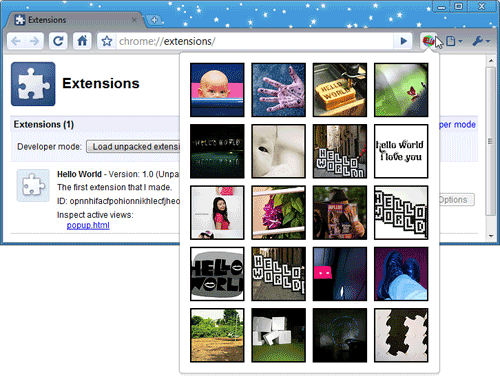 Extensions
chrome://extensions/
Extensions
Extensions (1)
per mode
Developer mode:
Load unpacked extensi
Hello World - Version: 1.0 (Unpa
The first extension that I made.
Options
Inspect active views:
popup.html
HELLO
WORLD
HELLO WORLD
HELLO
WORLD
hello world
I love you
HELLO
WORLD
HELLO
WORLD
HELLO
WORLD!